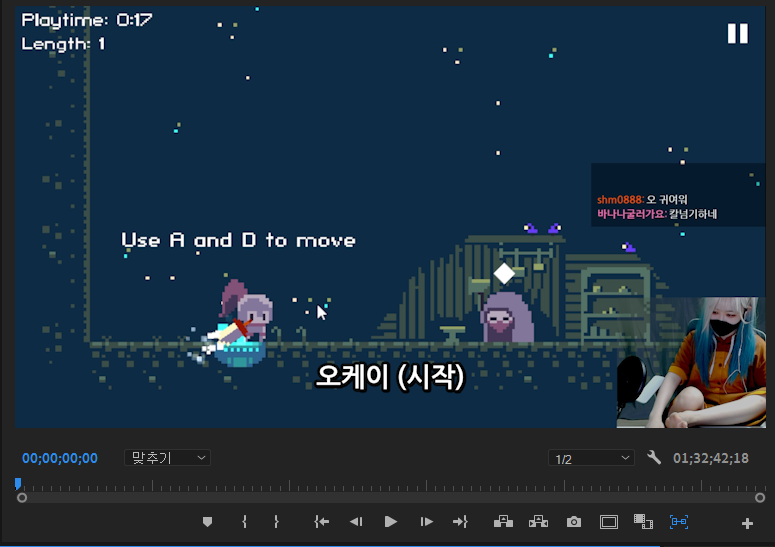 Playtime: 0:17
Length: 1
shm0888: 오 귀여워
바나나굴러가요: 칼넘기하네
Use A and D to move
오케이 (시작)
00;00;00;00
맞추기
1/2
01;32;42;18